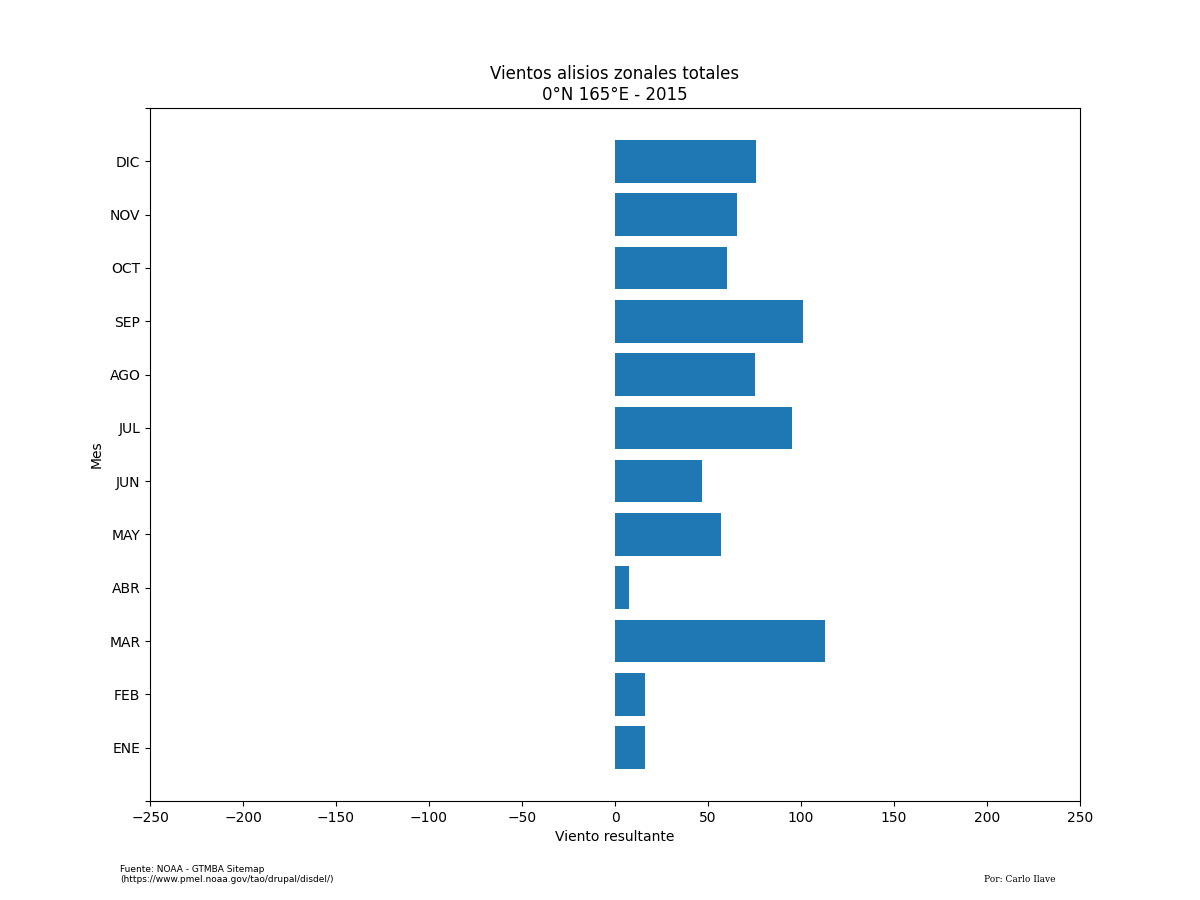 Vientos alisios zonales totales
0°N 165°E - 2015
DIC
NOV
OCT
SEP
AGO
JUL
JUN
MAY
ABR
MAR
FEB
ENE
Mes
−250 −200 −150 −100 −50 0 50 100 150 200 250
Viento resultante
Fuente: NOAA - GTMBA Sitemap
(https://www.pmel.noaa.gov/tao/drupal/disdel/)
Por: Carlo Ilave